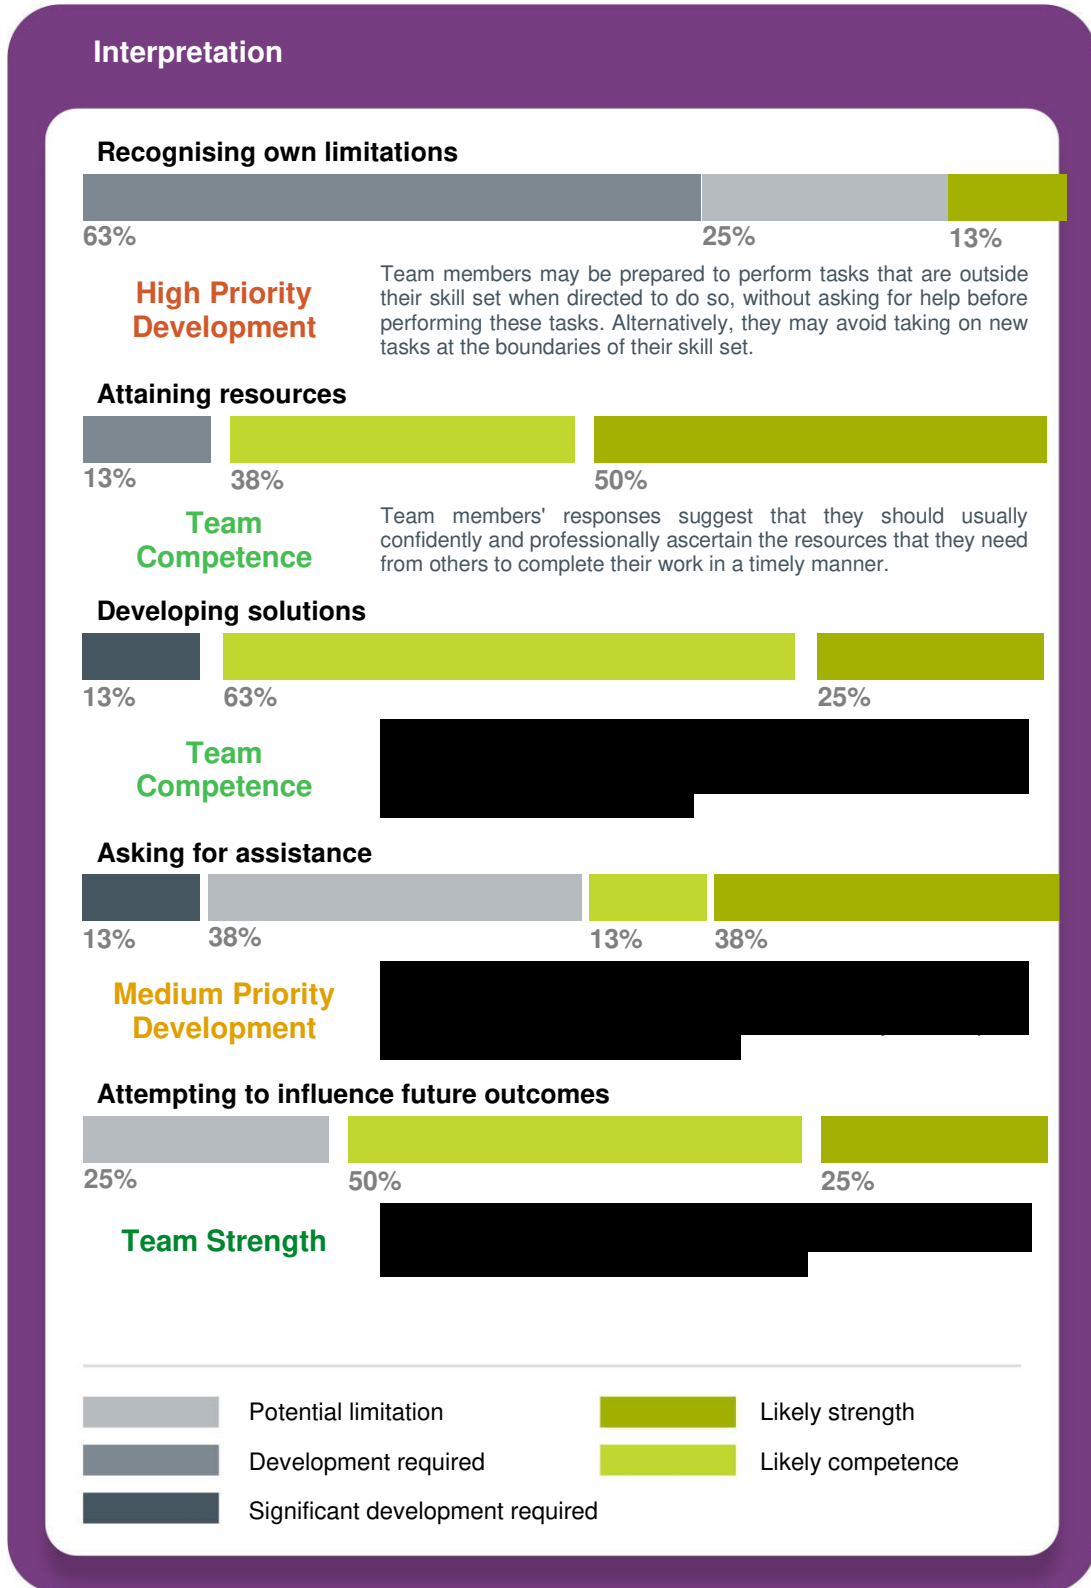 Interpretation
Recognising own limitations
63%
25%
13%
High Priority
Development
Team members may be prepared to perform tasks that are outside
their skill set when directed to do so, without asking for help before
performing these tasks. Alternatively, they may avoid taking on new
tasks at the boundaries of their skill set.
Attaining resources
13%
38%
50%
Team
Competence
Team members' responses suggest that they should usually
confidently and professionally ascertain the resources that they need
from others to complete their work in a timely manner.
Developing solutions
13%
63%
25%
Team
Competence
Asking for assistance
13%
38%
13%
38%
Medium Priority
Development
Attempting to influence future outcomes
25%
50%
25%
Team Strength
Potential limitation
Likely strength
Development required
Likely competence
Significant development required